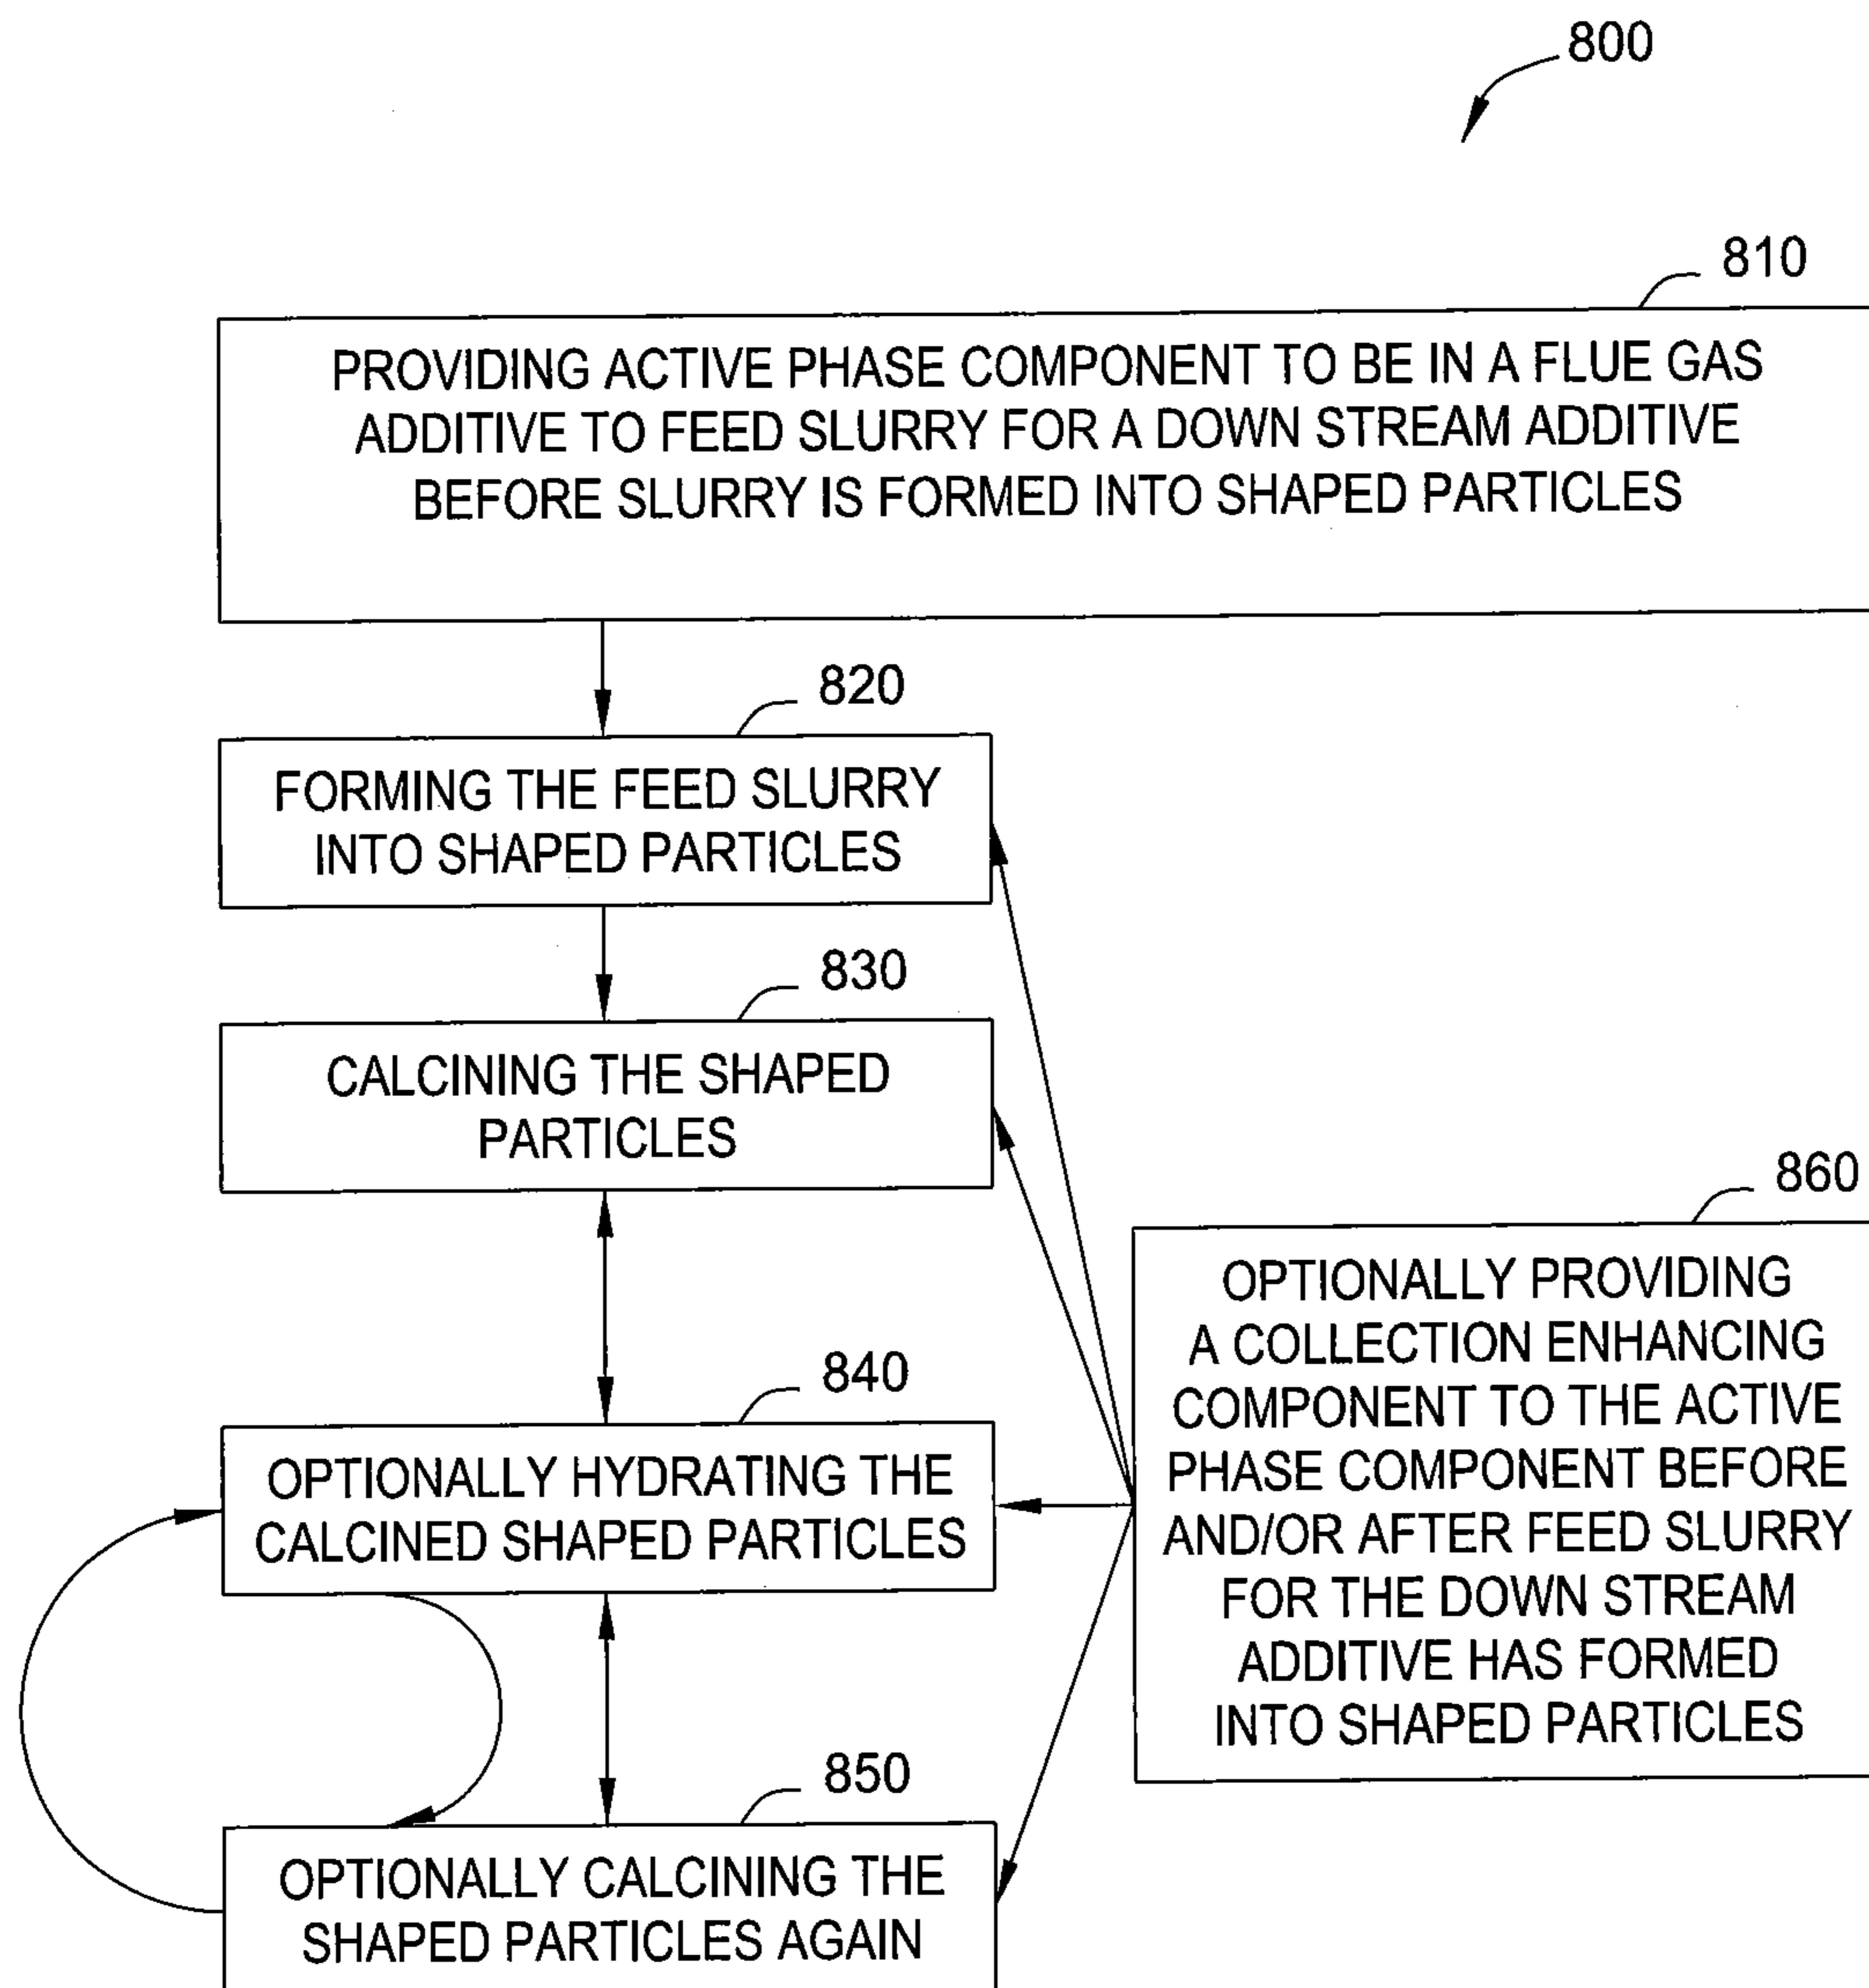 800
810
PROVIDING ACTIVE PHASE COMPONENT TO BE IN A FLUE GAS
ADDITIVE TO FEED SLURRY FOR A DOWN STREAM ADDITIVE
BEFORE SLURRY IS FORMED INTO SHAPED PARTICLES
820
FORMING THE FEED SLURRY
INTO SHAPED PARTICLES
830
CALCINING THE SHAPED
PARTICLES
840
OPTIONALLY HYDRATING THE
CALCINED SHAPED PARTICLES
850
OPTIONALLY CALCINING THE
SHAPED PARTICLES AGAIN
860
OPTIONALLY PROVIDING
A COLLECTION ENHANCING
COMPONENT TO THE ACTIVE
PHASE COMPONENT BEFORE
AND/OR AFTER FEED SLURRY
FOR THE DOWN STREAM
ADDITIVE HAS FORMED
INTO SHAPED PARTICLES